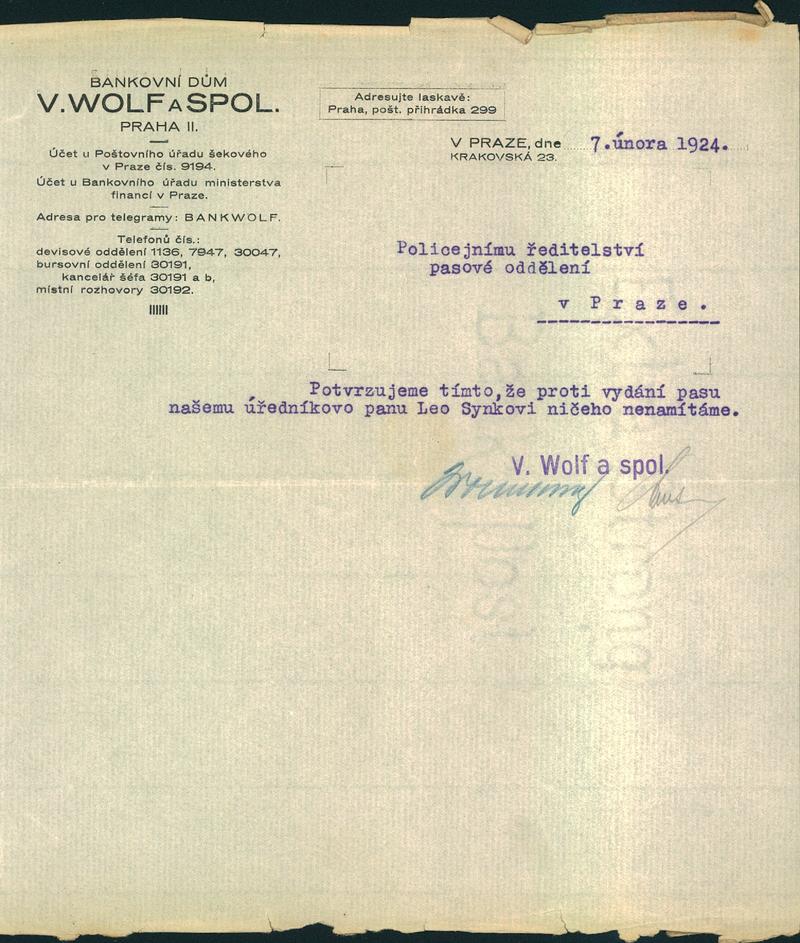 BANKOVNÍ DŮM
V. WOLF A SPOL.
PRAHA II.
Účet u Poštovního úřadu šekového
v Praze čís. 9194.
Účet u Bankovního úřadu ministerstva
financí v Praze.
Adresa pro telegramy: BANKWOLF.
Telefonů čís.:
devisové oddělení 1136, 7947, 30047,
bursovní oddělení 30191,
kancelář šéfa 30191 a b,
místní rozhovory 30192.
Adresujte laskavě:
Praha, pošt. přihrádka 299
V PRAZE, dne 7.února 1924.
KRAKOVSKÁ 23.
Policejnímu ředitelství
pasové oddělení
v Praze.
Potvrzujeme tímto,že proti vydání pasu
našemu úředníkovo panu Leo Synkovi ničeho nenamítáme.
V. Wolf a spol.